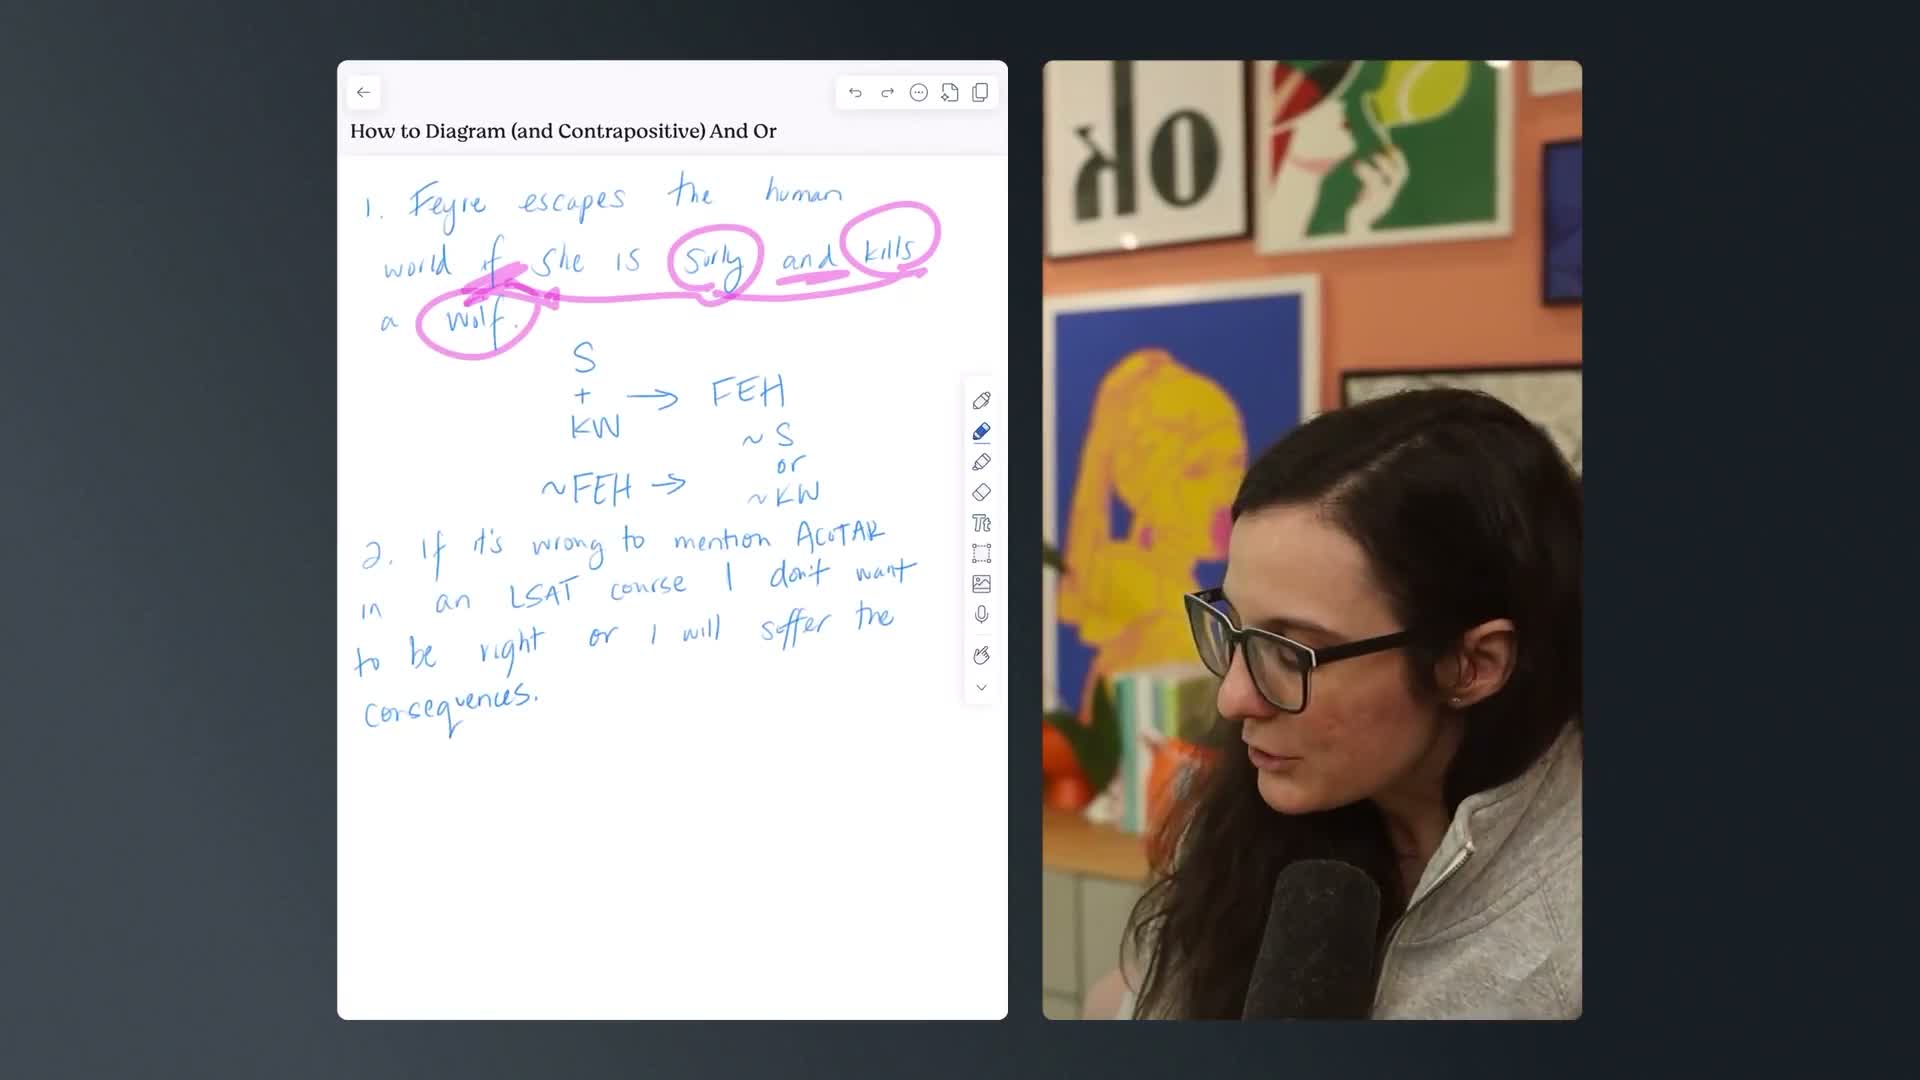 ok
How to Diagram (and Contrapositive) And Or
1. Feyre escapes the human
world if she is surly and kills
a wolf.
S
+
KW → FEH
~S
or
~FEH → ~KW
2. If it's wrong to mention ACOTAR
in an LSAT course I don't want
to be right or I will suffer the
consequences.
Tt